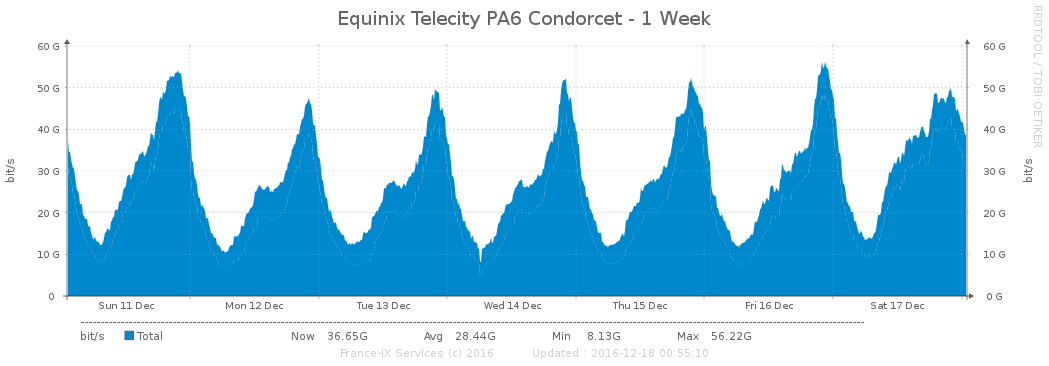 Equinix Telecity PA6 Condorcet - 1 Week
RRDTOOL / TOBI OETIKER
60 G 60 G
50 G 50 G
40 G 40 G
30 G 30 G
20 G 20 G
10 G 10 G
0 0 G
bit/s
bit/s
Sun 11 Dec Mon 12 Dec Tue 13 Dec Wed 14 Dec Thu 15 Dec Fri 16 Dec Sat 17 Dec
bit/s Total Now 36.65G Avg 28.44G Min 8.13G Max 56.22G
France-IX Services (c) 2016 Updated : 2016-12-18 00:55:10